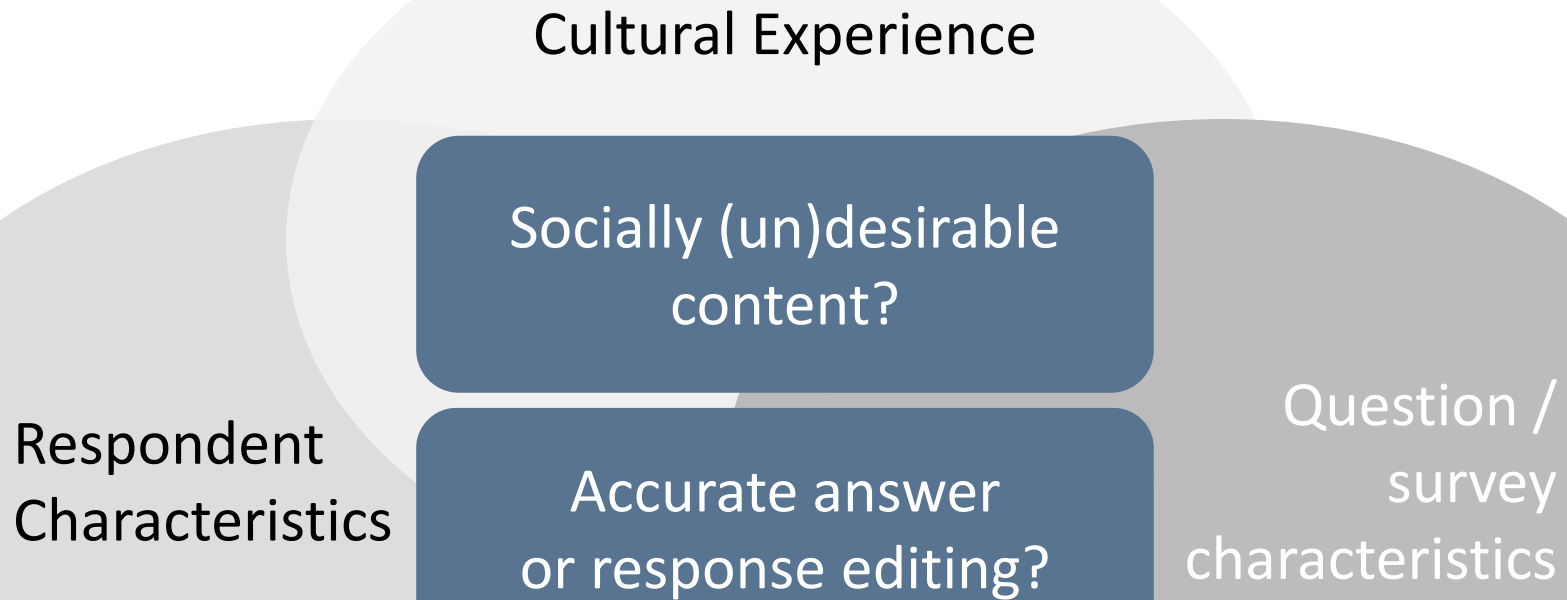 Cultural Experience
Socially (un)desirable
content?
Respondent
Characteristics
Accurate answer
or response editing?
Question /
survey
characteristics